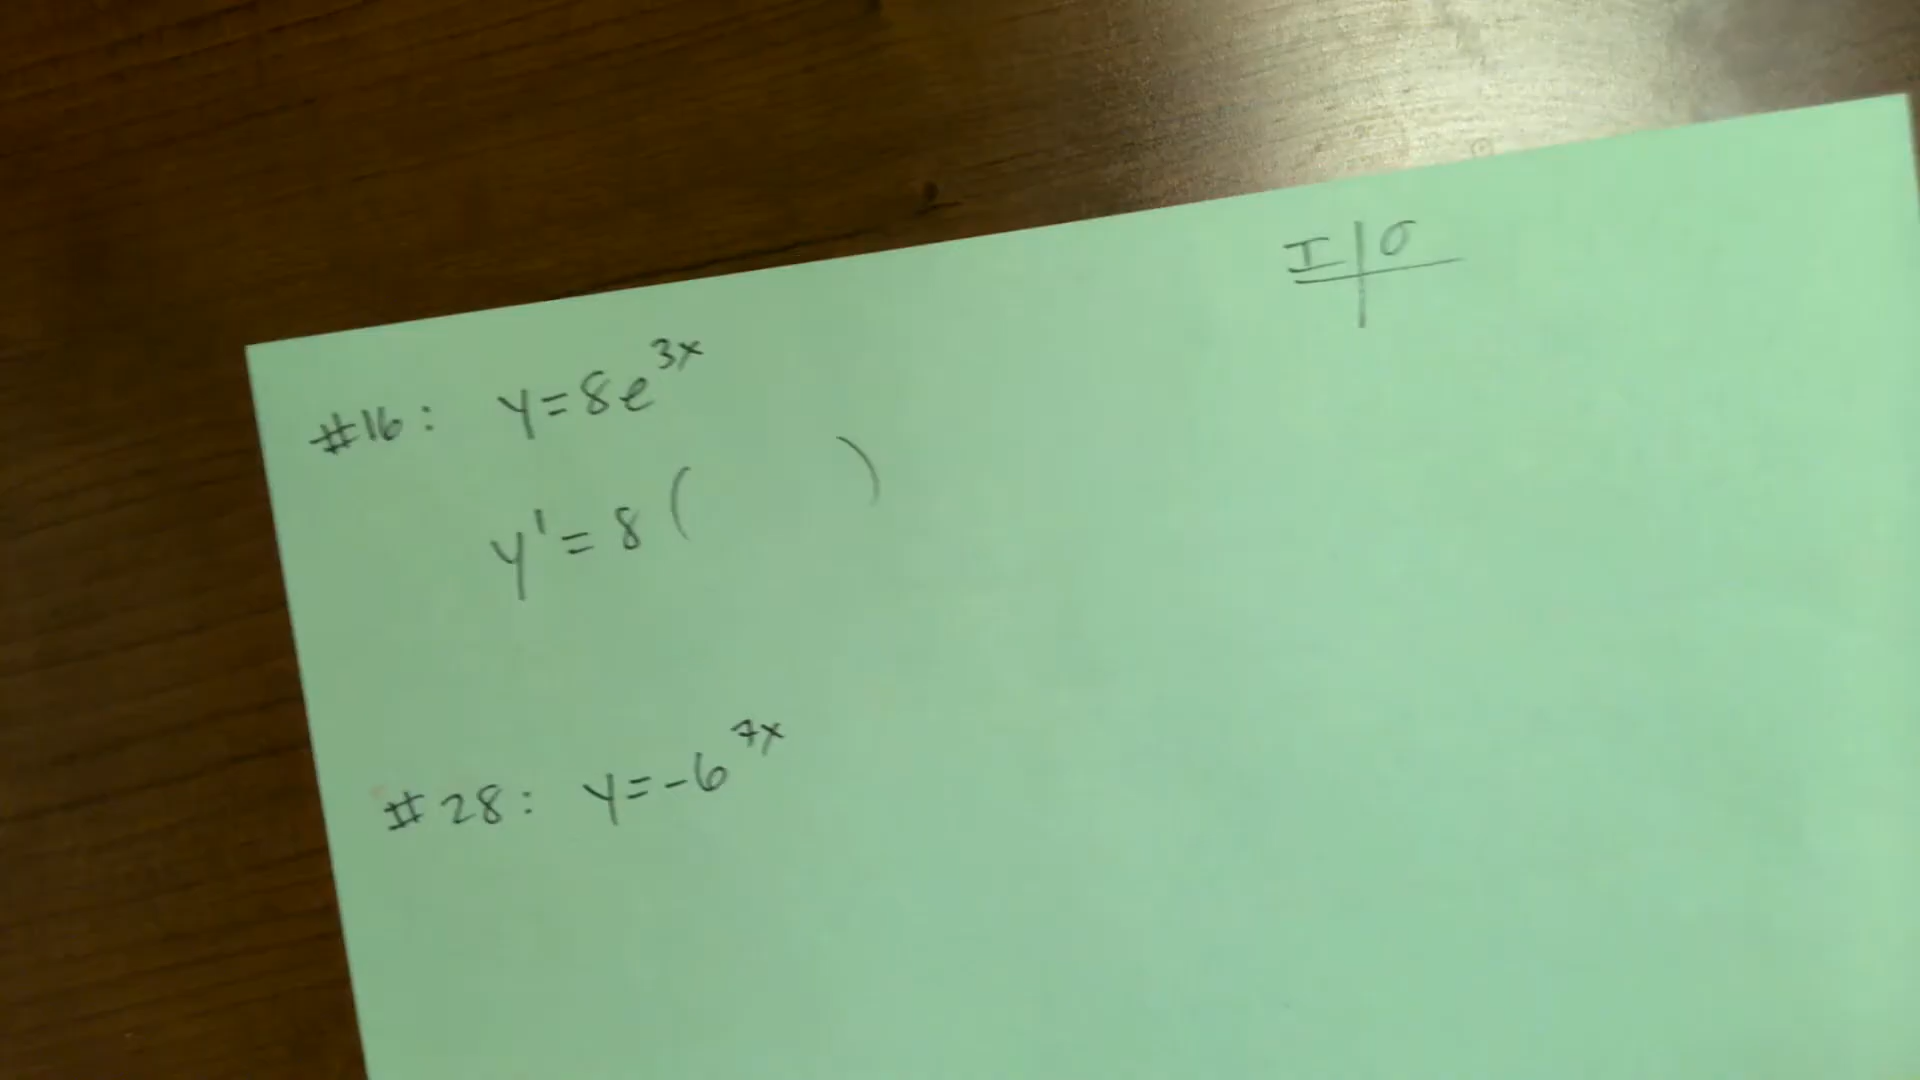 I | O
#16: y=8e^3x
y'=8( )
#28: y=-6^7x